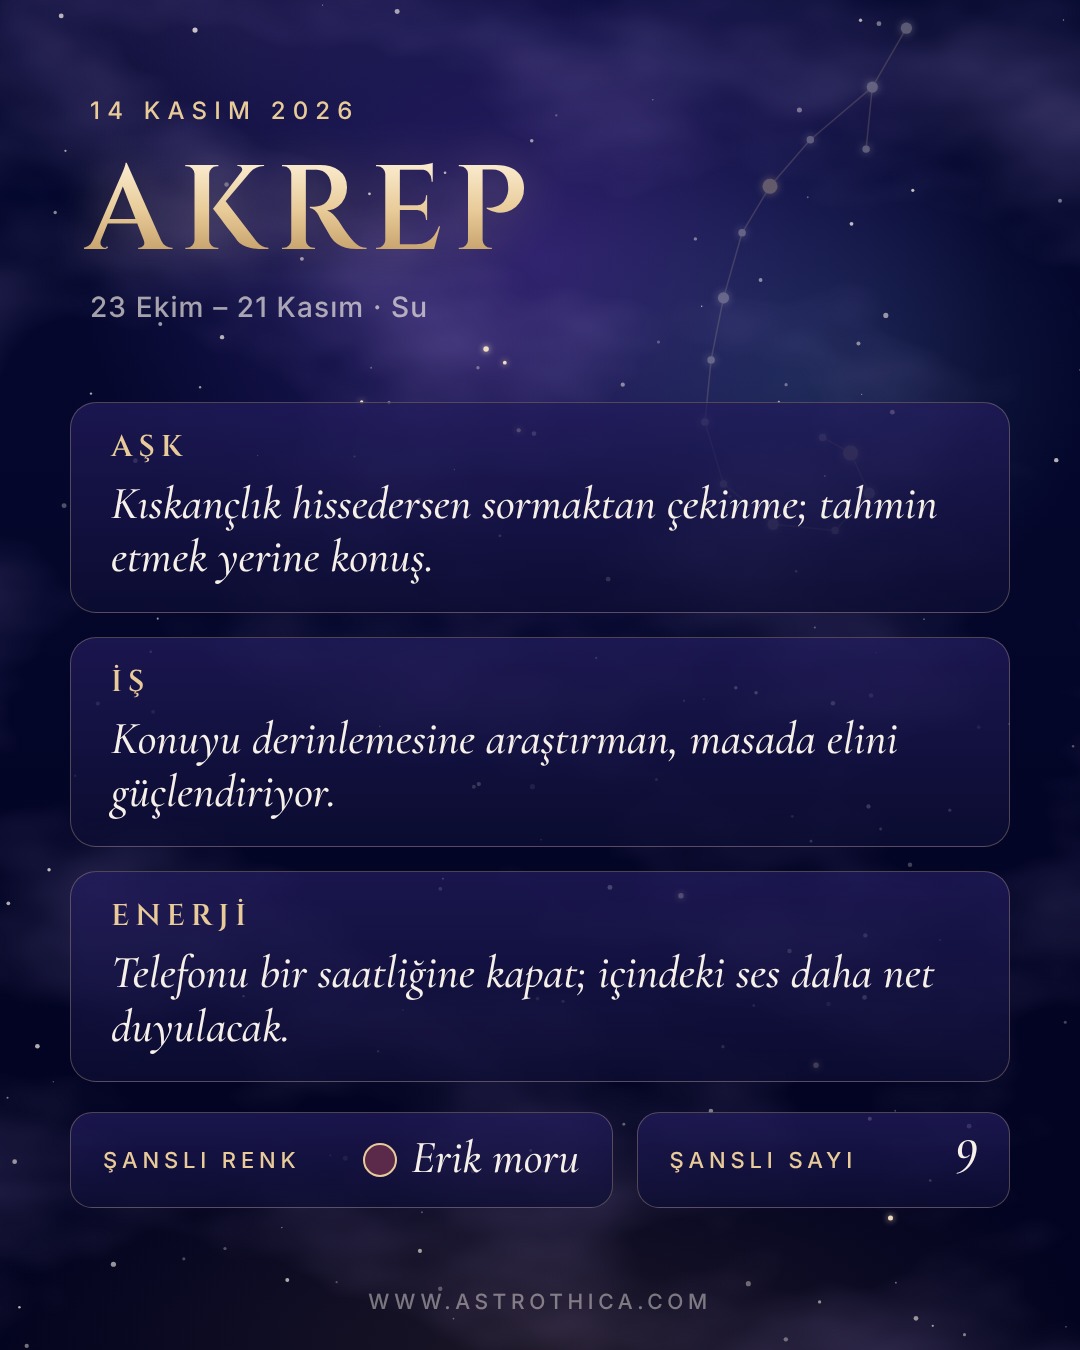 14 KASIM 2026
AKREP
23 Ekim – 21 Kasım · Su
AŞK
Kıskançlık hissedersen sormaktan çekinme; tahmin
etmek yerine konuş.
İŞ
Konuyu derinlemesine araştırman, masada elini
güçlendiriyor.
ENERJİ
Telefonu bir saatliğine kapat; içindeki ses daha net
duyulacak.
ŞANSLI RENK Erik moru
ŞANSLI SAYI 9
WWW.ASTROTHICA.COM